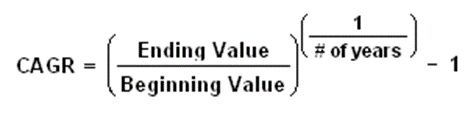 CAGR = ( Ending Value / Beginning Value ) ^ ( 1 / # of years ) - 1